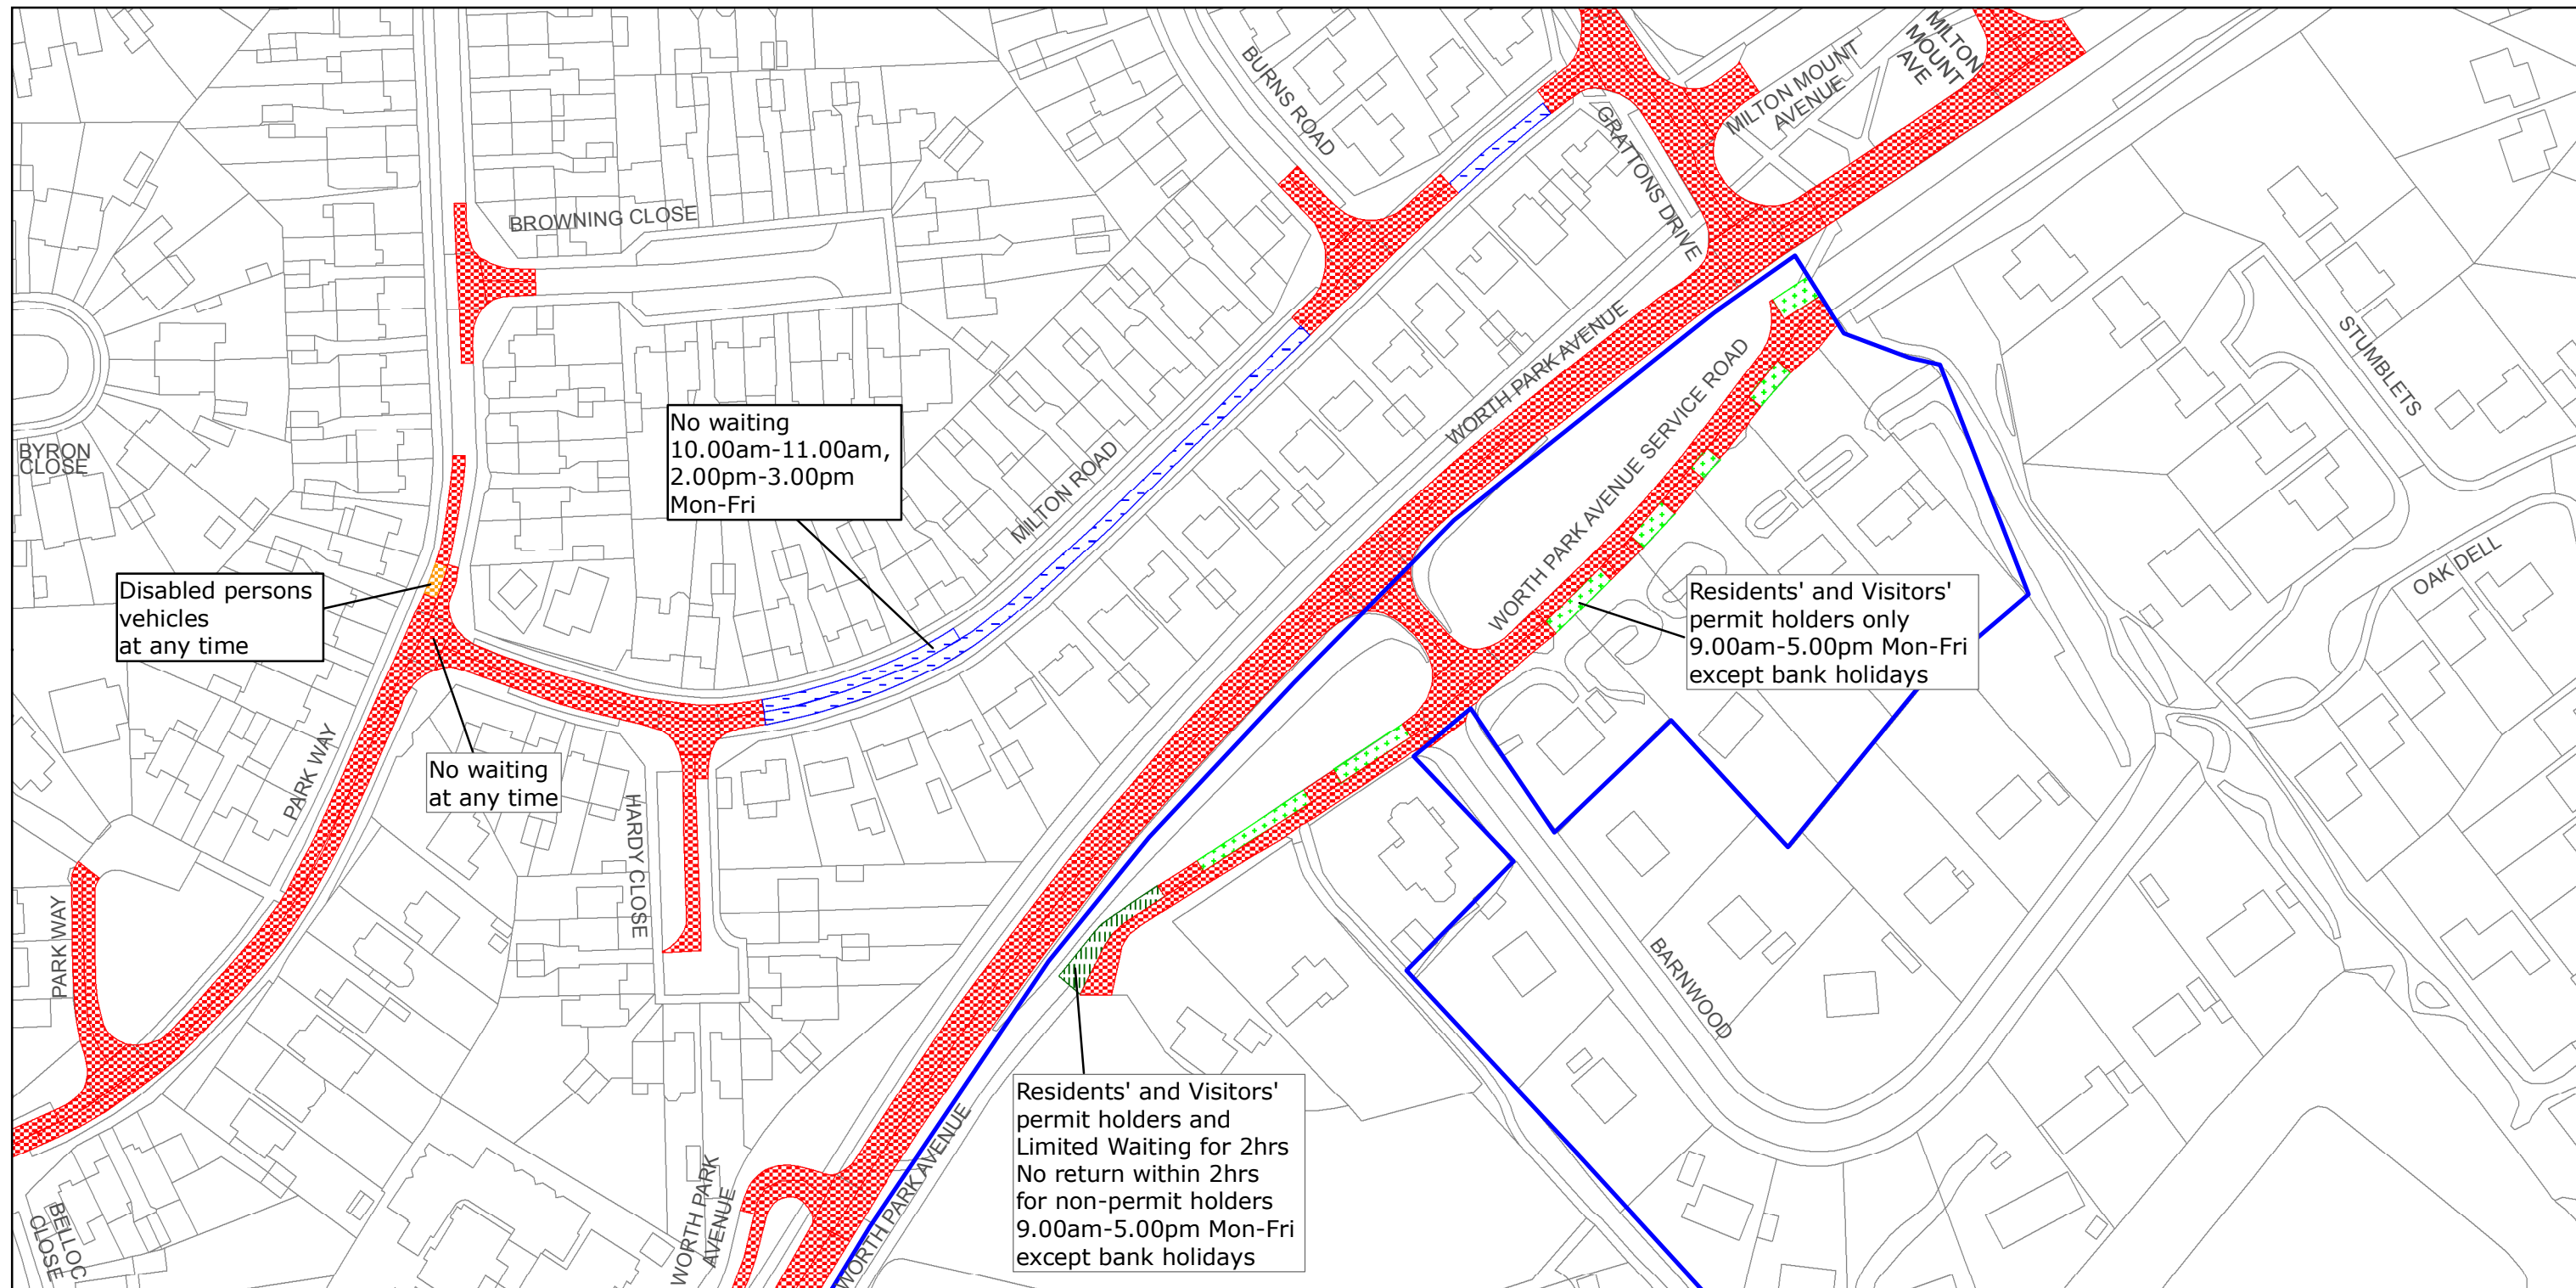 BURNS ROAD
MILTON MOUNT
AVENUE
MILTON
MOUNT
AVE
GRATTONS DRIVE
BROWNING CLOSE
WORTH PARK AVENUE
WORTH PARK AVENUE SERVICE ROAD
STUMBLETS
OAK DELL
BYRON
CLOSE
No waiting
10.00am-11.00am,
2.00pm-3.00pm
Mon-Fri
MILTON ROAD
Disabled persons
vehicles
at any time
Residents' and Visitors'
permit holders only
9.00am-5.00pm Mon-Fri
except bank holidays
PARK WAY
No waiting
at any time
HARDY CLOSE
PARK WAY
BARNWOOD
Residents' and Visitors'
permit holders and
Limited Waiting for 2hrs
No return within 2hrs
for non-permit holders
9.00am-5.00pm Mon-Fri
except bank holidays
WORTH PARK AVENUE
WORTH PARK
AVENUE
BELLOC
CLOSE